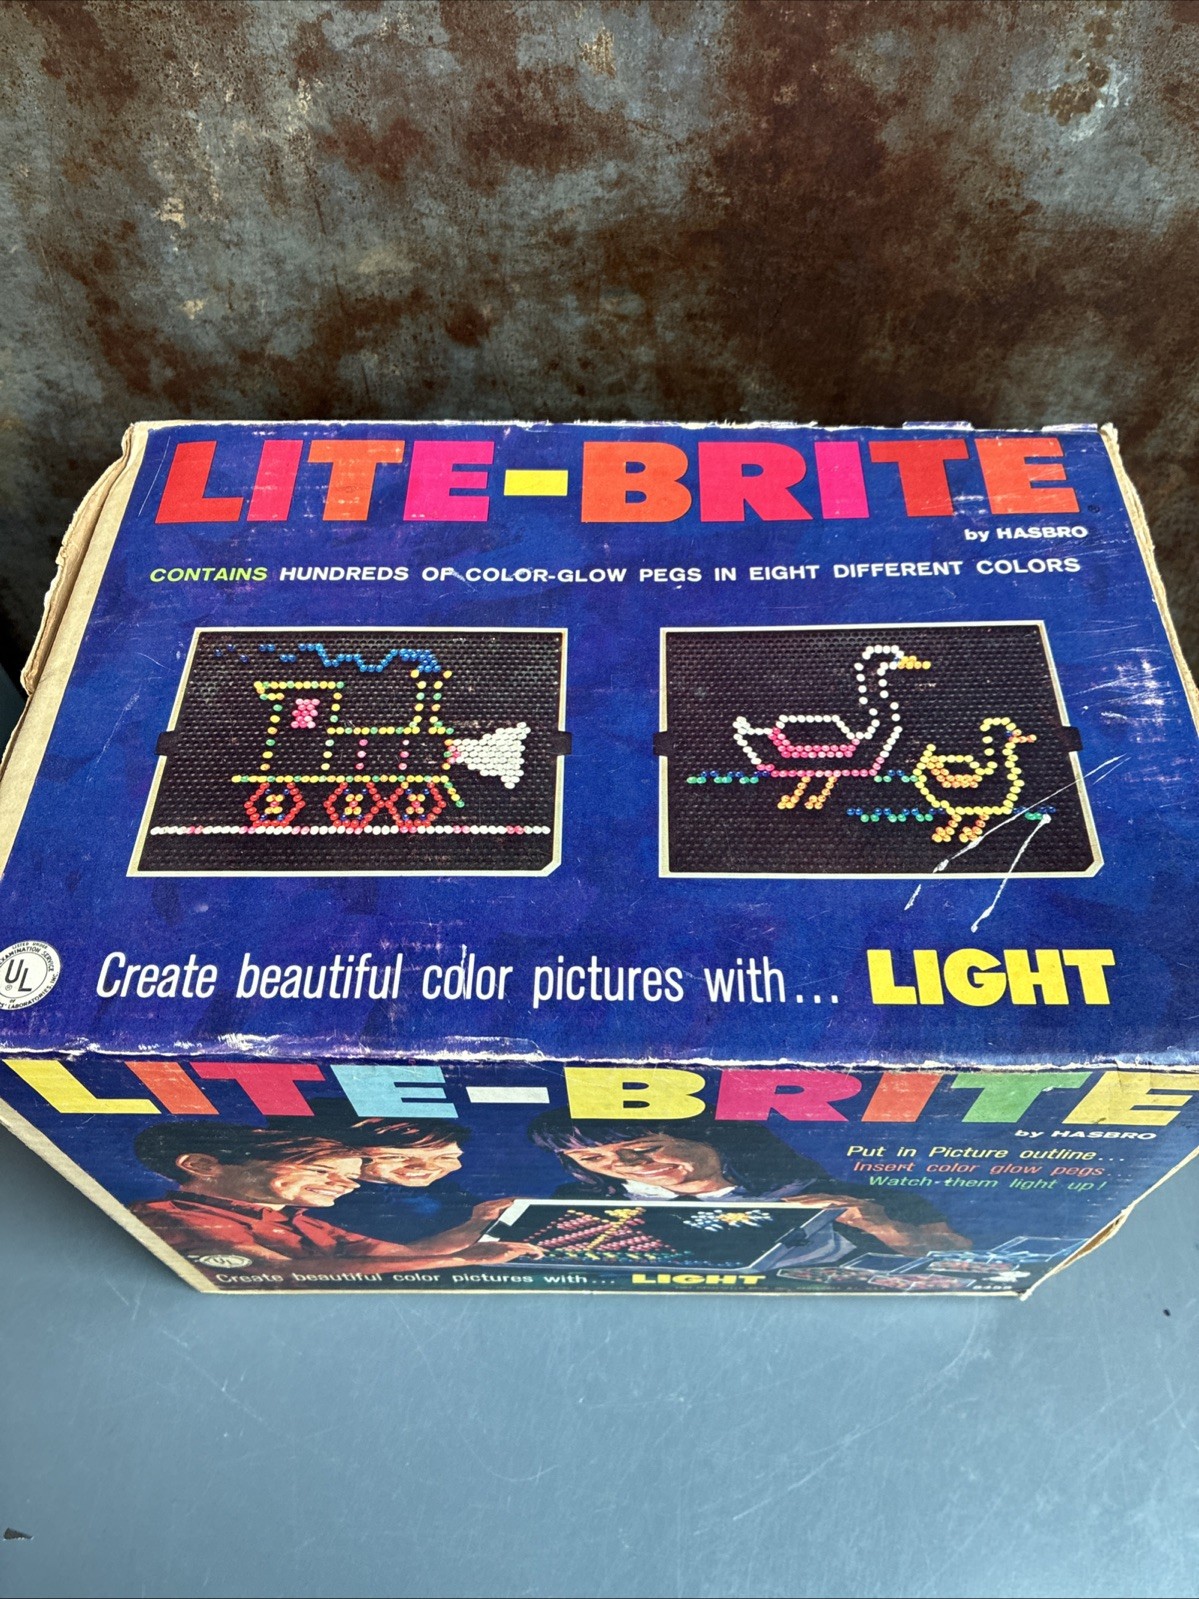 LITE-BRITE
by HASBRO
CONTAINS HUNDREDS OF COLOR-GLOW PEGS IN EIGHT DIFFERENT COLORS
UL
Create beautiful color pictures with... LIGHT
LITE-BRITE
by HASBRO
Put in Picture outline...
Insert color glow pegs..
Watch them light up!
UL
Create beautiful color pictures with... LIGHT